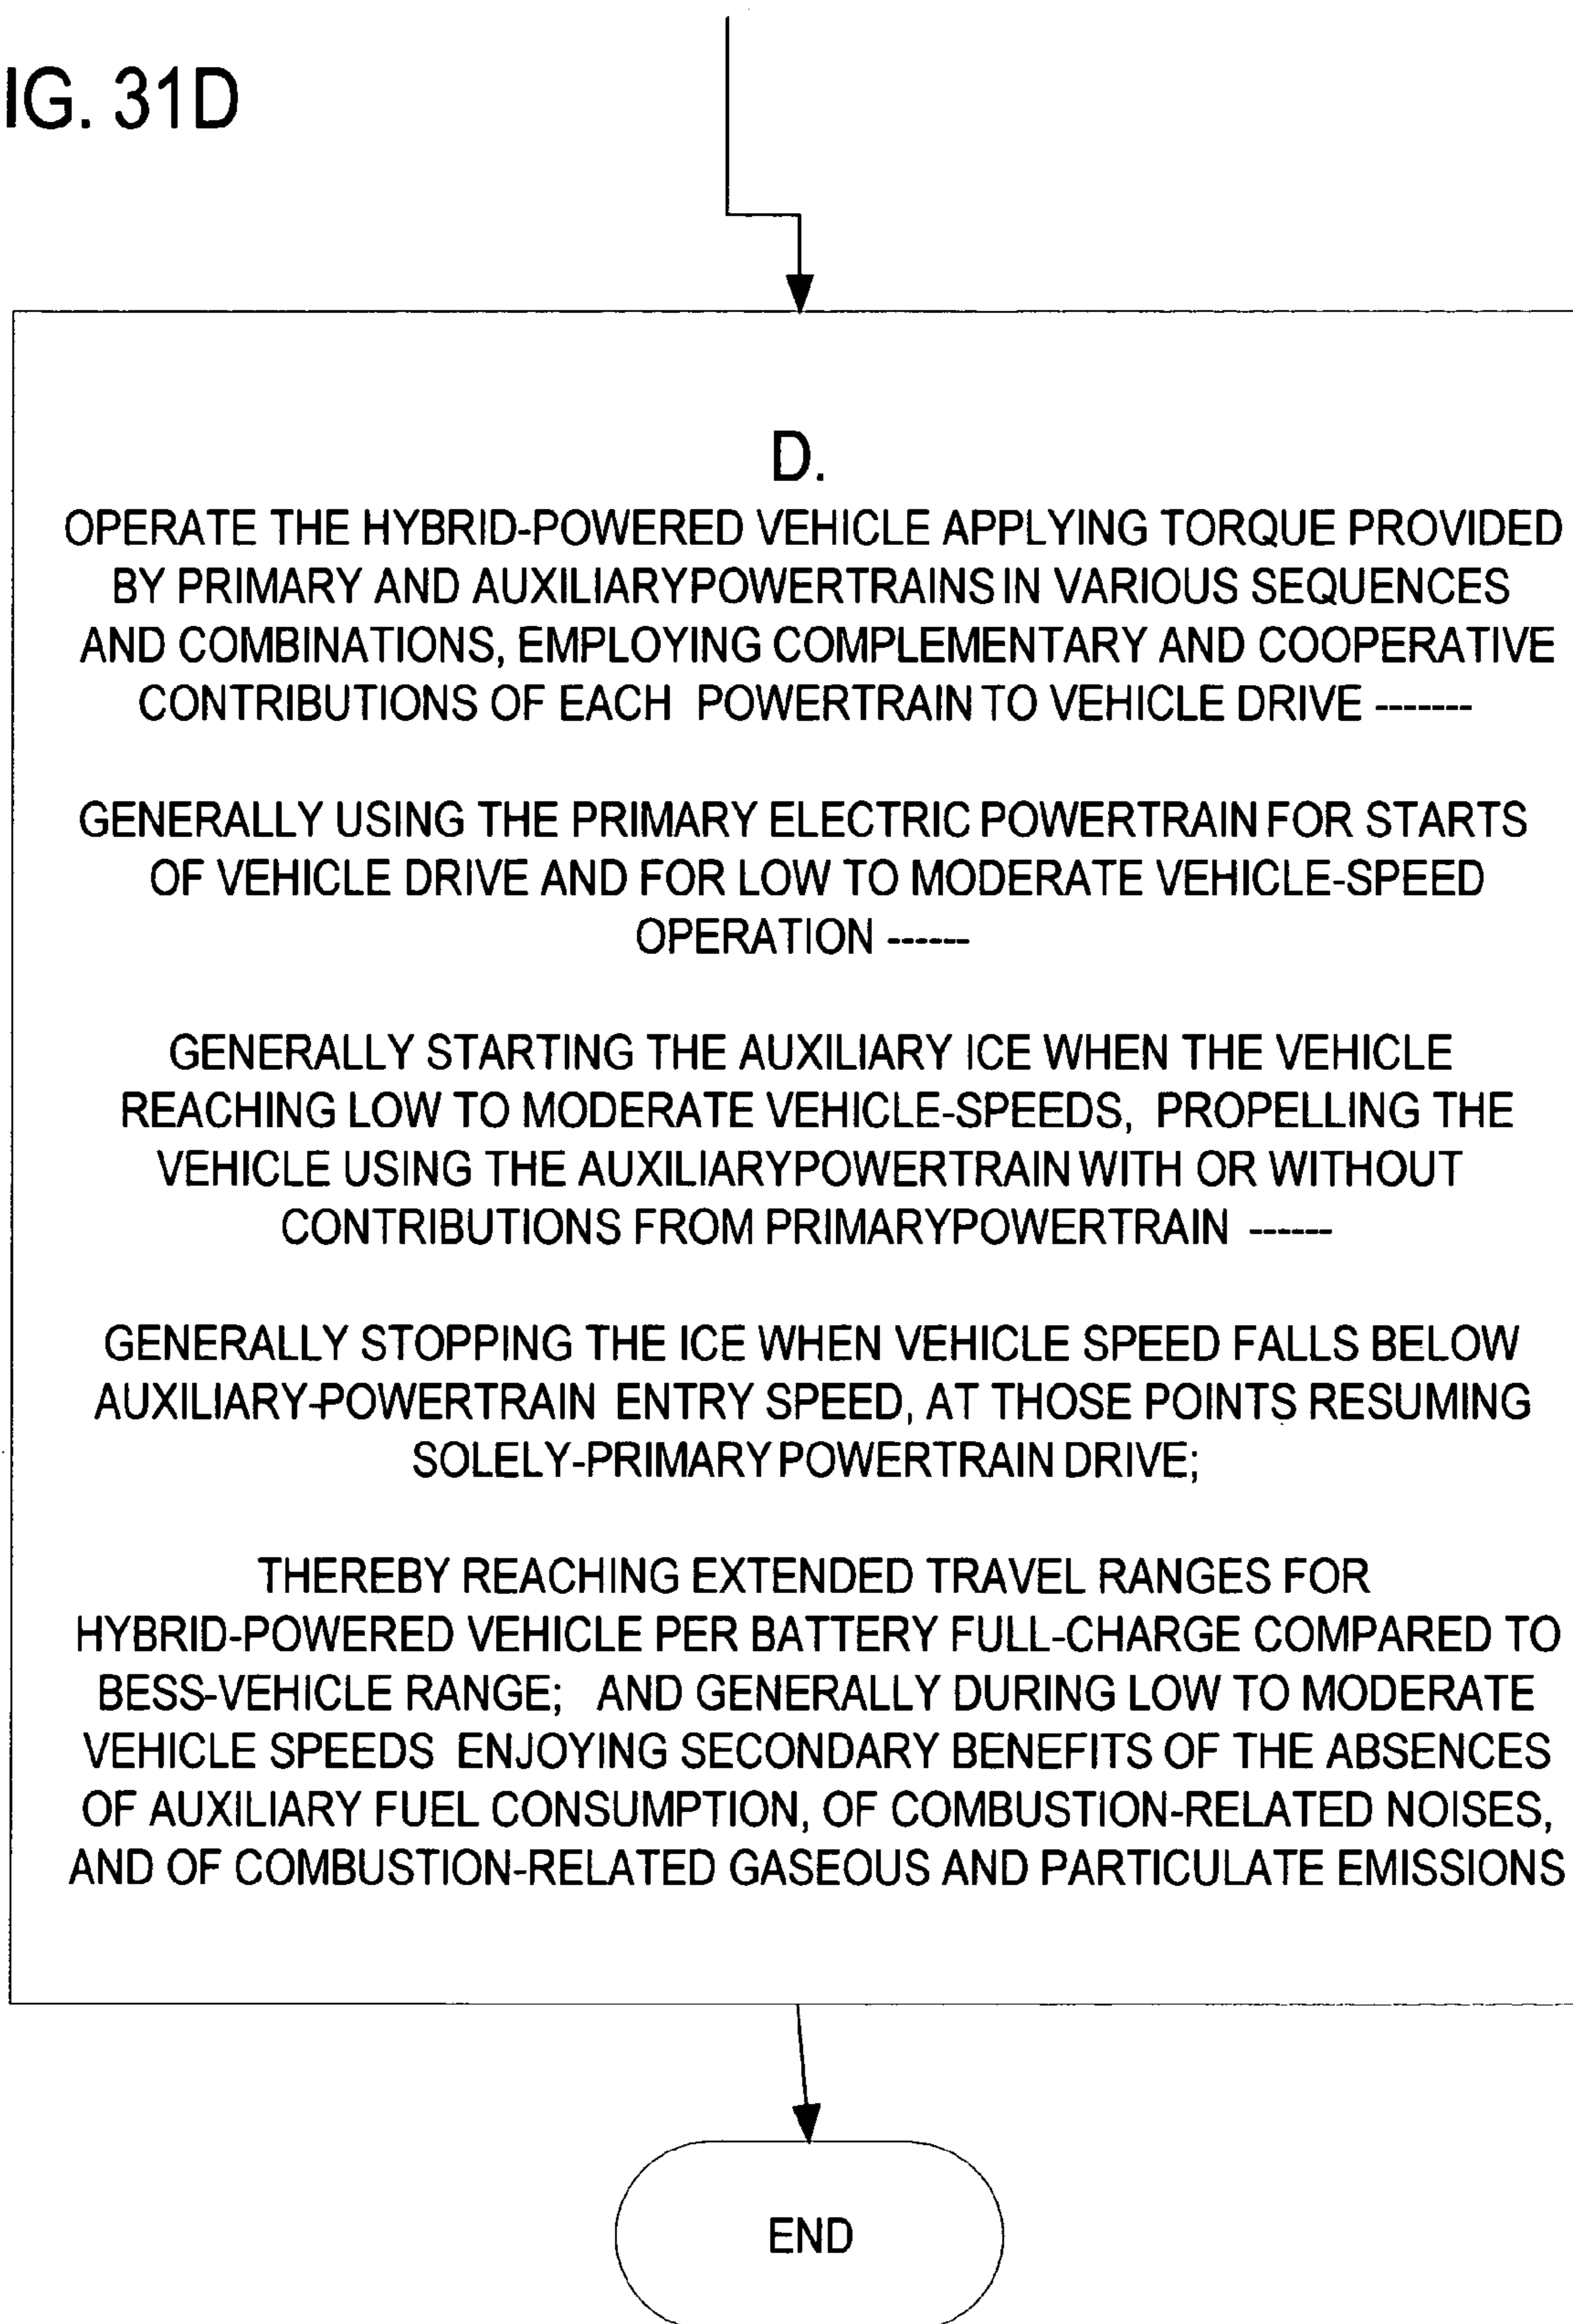 IG. 31D
D.
OPERATE THE HYBRID-POWERED VEHICLE APPLYING TORQUE PROVIDED
BY PRIMARY AND AUXILIARYPOWERTRAINS IN VARIOUS SEQUENCES
AND COMBINATIONS, EMPLOYING COMPLEMENTARY AND COOPERATIVE
CONTRIBUTIONS OF EACH POWERTRAIN TO VEHICLE DRIVE -------
GENERALLY USING THE PRIMARY ELECTRIC POWERTRAIN FOR STARTS
OF VEHICLE DRIVE AND FOR LOW TO MODERATE VEHICLE-SPEED
OPERATION ------
GENERALLY STARTING THE AUXILIARY ICE WHEN THE VEHICLE
REACHING LOW TO MODERATE VEHICLE-SPEEDS, PROPELLING THE
VEHICLE USING THE AUXILIARYPOWERTRAIN WITH OR WITHOUT
CONTRIBUTIONS FROM PRIMARYPOWERTRAIN ------
GENERALLY STOPPING THE ICE WHEN VEHICLE SPEED FALLS BELOW
AUXILIARY-POWERTRAIN ENTRY SPEED, AT THOSE POINTS RESUMING
SOLELY-PRIMARY POWERTRAIN DRIVE;
THEREBY REACHING EXTENDED TRAVEL RANGES FOR
HYBRID-POWERED VEHICLE PER BATTERY FULL-CHARGE COMPARED TO
BESS-VEHICLE RANGE; AND GENERALLY DURING LOW TO MODERATE
VEHICLE SPEEDS ENJOYING SECONDARY BENEFITS OF THE ABSENCES
OF AUXILIARY FUEL CONSUMPTION, OF COMBUSTION-RELATED NOISES,
AND OF COMBUSTION-RELATED GASEOUS AND PARTICULATE EMISSIONS
END